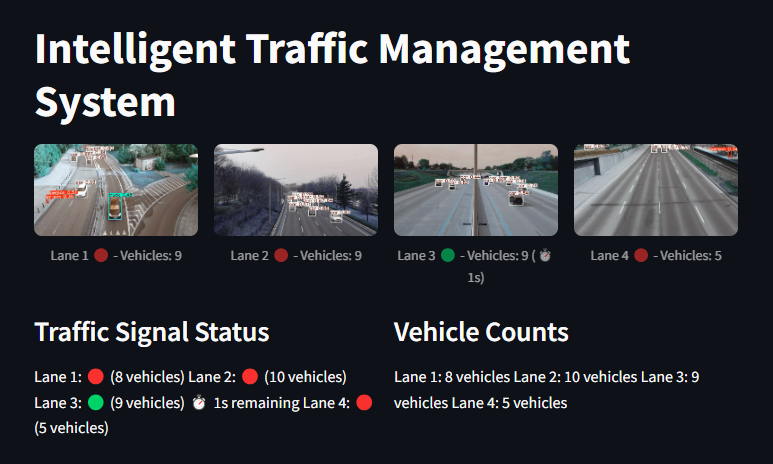 Intelligent Traffic Management
System
Lane 1 🔴 - Vehicles: 9
Lane 2 🔴 - Vehicles: 9
Lane 3 🟢 - Vehicles: 9 ( ⏱
1s)
Lane 4 🔴 - Vehicles: 5
Traffic Signal Status
Lane 1: 🔴 (8 vehicles) Lane 2: 🔴 (10 vehicles)
Lane 3: 🟢 (9 vehicles) ⏱ 1s remaining Lane 4: 🔴
(5 vehicles)
Vehicle Counts
Lane 1: 8 vehicles Lane 2: 10 vehicles Lane 3: 9
vehicles Lane 4: 5 vehicles